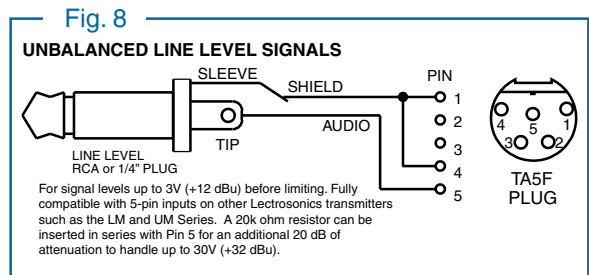 Fig. 8
UNBALANCED LINE LEVEL SIGNALS
SLEEVE
SHIELD
PIN
1
2
3
4
5
AUDIO
TIP
LINE LEVEL
RCA or 1/4" PLUG
4
5
1
3
2
TA5F
PLUG
For signal levels up to 3V (+12 dBu) before limiting. Fully
compatible with 5-pin inputs on other Lectrosonics transmitters
such as the LM and UM Series. A 20k ohm resistor can be
inserted in series with Pin 5 for an additional 20 dB of
attenuation to handle up to 30V (+32 dBu).